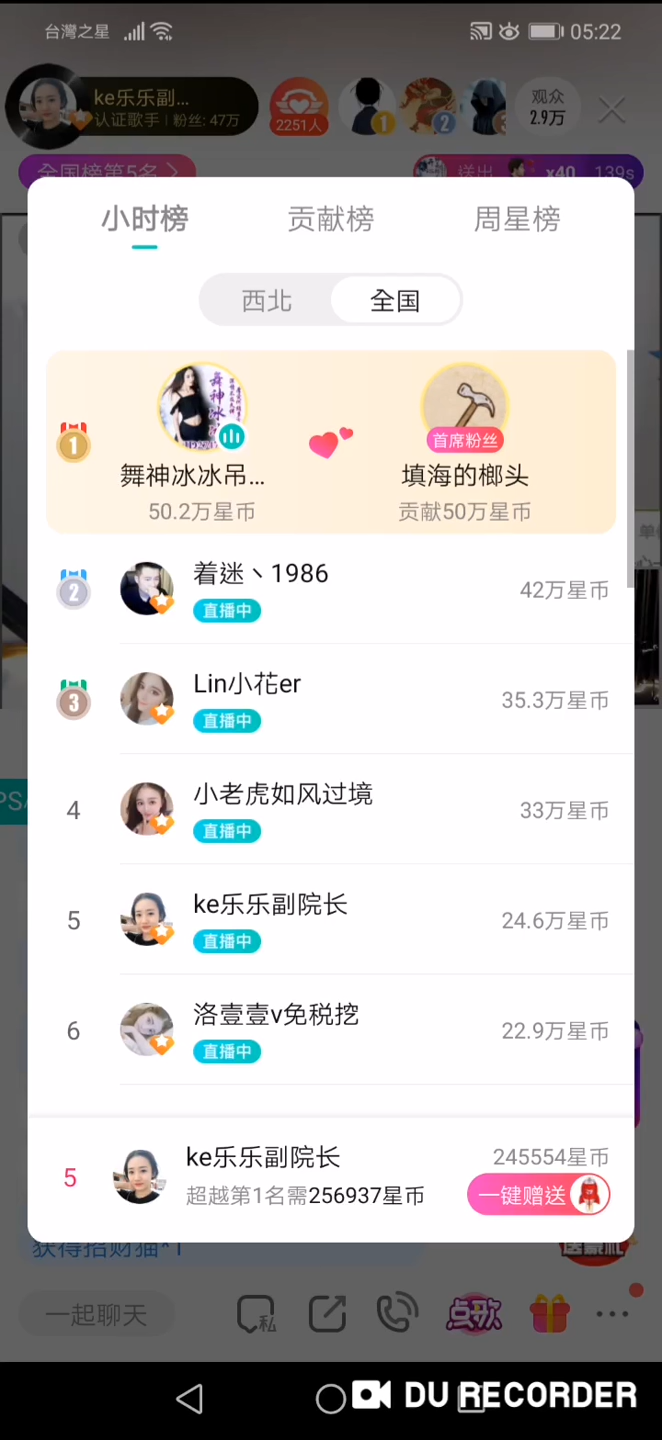 台灣之星
05:22
ke乐乐副...
认证歌手 | 粉丝: 47万
2251人
1
2
观众
2.9万
全国榜第5名
送出
x40
139s
小时榜 贡献榜 周星榜
西北 全国
1
舞神冰冰吊...
50.2万星币
首席粉丝
填海的榔头
贡献50万星币
2
着迷丶1986
直播中
42万星币
3
Lin小花er
直播中
35.3万星币
4
小老虎如风过境
直播中
33万星币
5
ke乐乐副院长
直播中
24.6万星币
6
洛壹壹v免税挖
直播中
22.9万星币
5
ke乐乐副院长
超越第1名需256937星币
245554星币
一键赠送
获得招财猫*1
一起聊天
私
点歌
DU RECORDER